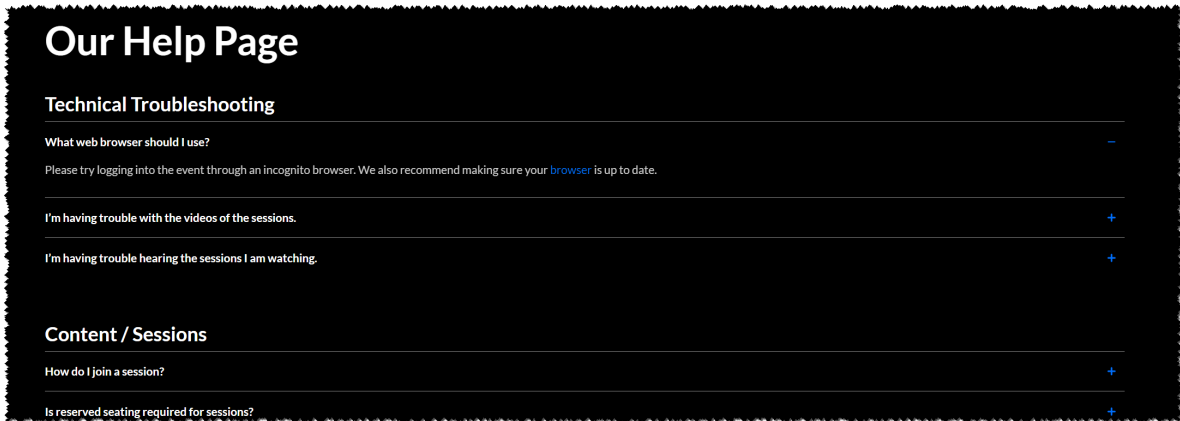 Our Help Page
Technical Troubleshooting
What web browser should I use?
Please try logging into the event through an incognito browser. We also recommend making sure your browser is up to date.
I'm having trouble with the videos of the sessions.
I'm having trouble hearing the sessions I am watching.
Content / Sessions
How do I join a session?
Is reserved seating required for sessions?